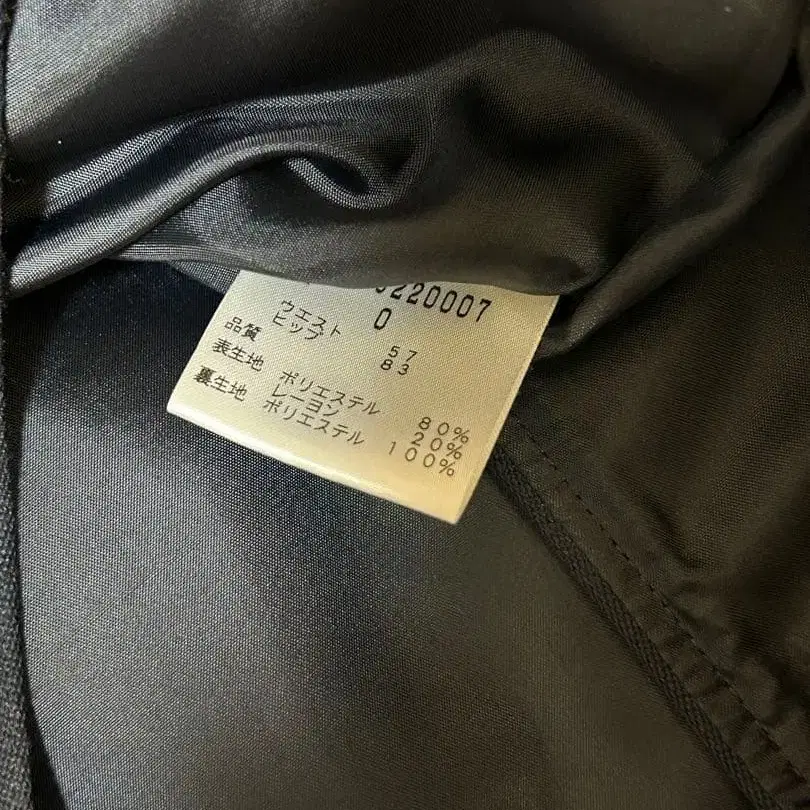 220007
0
ウエスト 57
ヒップ 83
品質
表生地 ポリエステル 80%
レーヨン 20%
裏生地 ポリエステル 100%